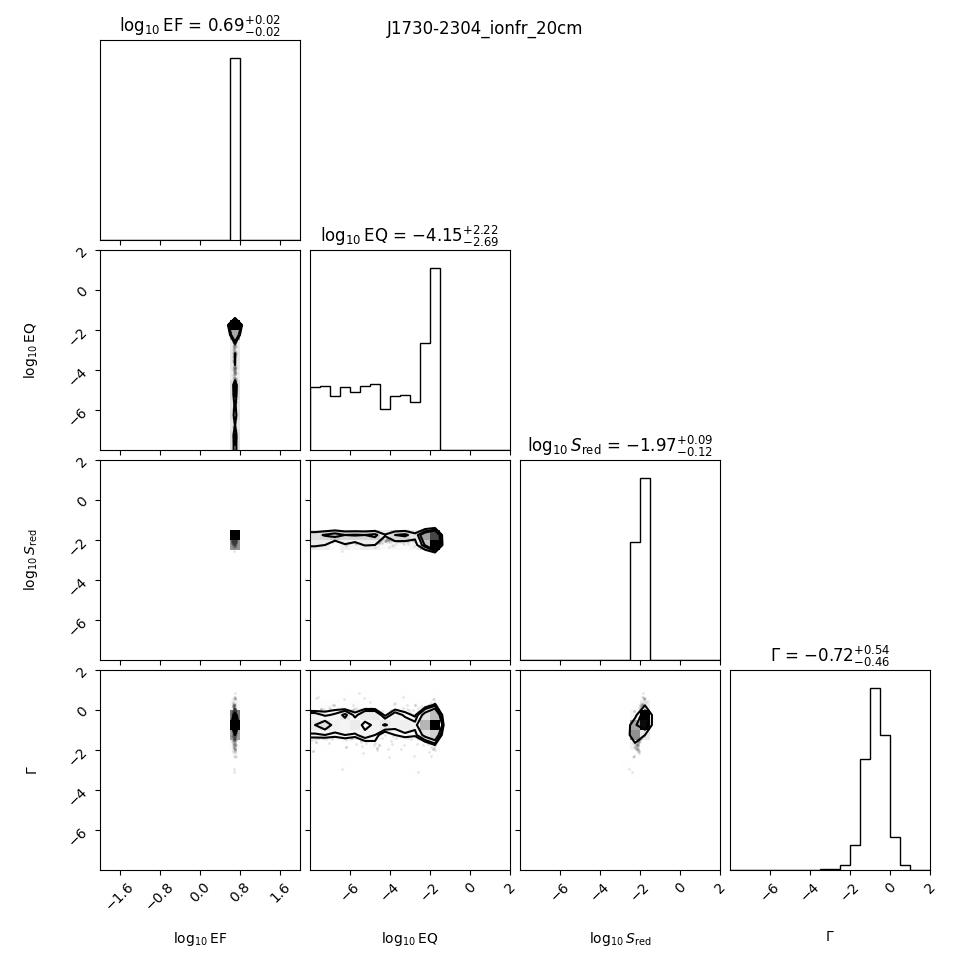 J1730-2304_ionfr_20cm
log₁₀ EF = 0.69^{+0.02}_{−0.02}
log₁₀ EQ = −4.15^{+2.22}_{−2.69}
2
0
−2
−4
−6
log₁₀ EQ
log₁₀ S_red = −1.97^{+0.09}_{−0.12}
2
0
−2
−4
−6
log₁₀ S_red
Γ = −0.72^{+0.54}_{−0.46}
2
0
−2
−4
−6
Γ
−1.6 −0.8 0.0 0.8 1.6
−6 −4 −2 0 2
−6 −4 −2 0 2
−6 −4 −2 0 2
log₁₀ EF
log₁₀ EQ
log₁₀ S_red
Γ